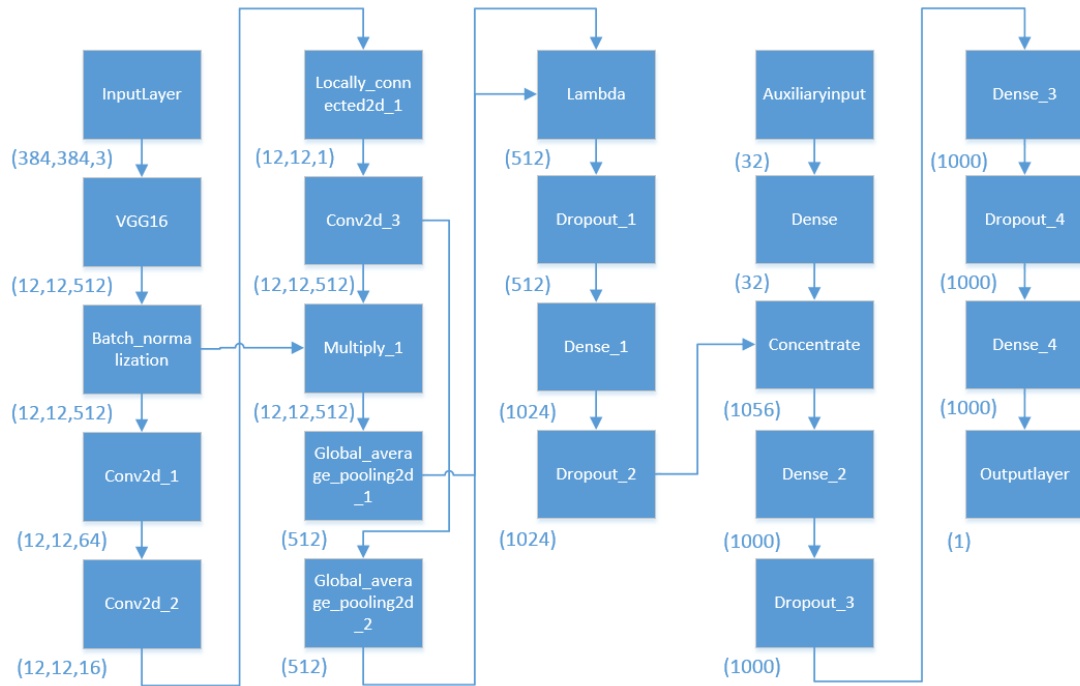 InputLayer
(384,384,3)
VGG16
(12,12,512)
Batch_norma
lization
(12,12,512)
Conv2d_1
(12,12,64)
Conv2d_2
(12,12,16)
Locally_conn
ected2d_1
(12,12,1)
Conv2d_3
(12,12,512)
Multiply_1
(12,12,512)
Global_avera
ge_pooling2d
_1
(512)
Global_avera
ge_pooling2d
_2
(512)
Lambda
(512)
Dropout_1
(512)
Dense_1
(1024)
Dropout_2
(1024)
Auxiliaryinput
(32)
Dense
(32)
Concentrate
(1056)
Dense_2
(1000)
Dropout_3
(1000)
Dense_3
(1000)
Dropout_4
(1000)
Dense_4
(1000)
Outputlayer
(1)